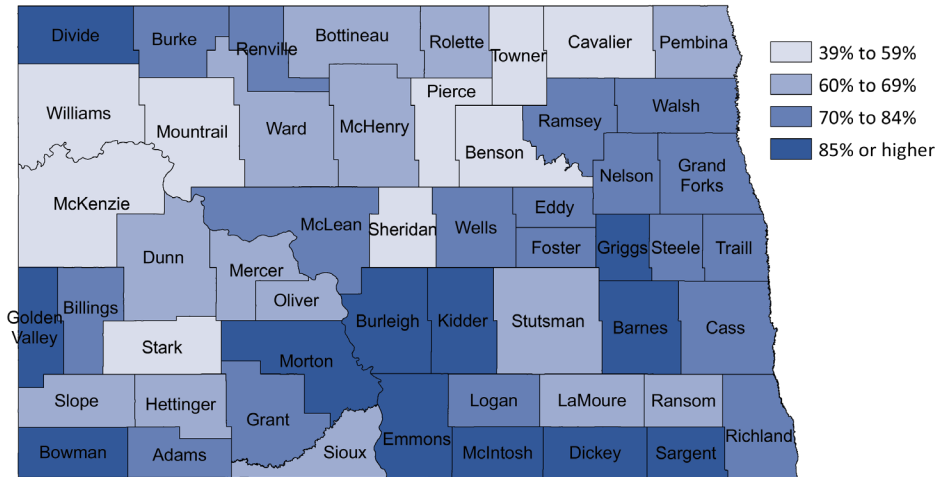 Divide
Burke
Renville
Bottineau
Rolette
Towner
Cavalier
Pembina
39% to 59%
60% to 69%
70% to 84%
85% or higher
Williams
Mountrail
Ward
McHenry
Pierce
Benson
Ramsey
Walsh
Nelson
Grand
Forks
McKenzie
Dunn
McLean
Mercer
Oliver
Sheridan
Wells
Eddy
Foster
Griggs
Steele
Traill
Golden
Valley
Billings
Stark
Morton
Burleigh
Kidder
Stutsman
Barnes
Cass
Slope
Hettinger
Grant
Logan
LaMoure
Ransom
Richland
Bowman
Adams
Sioux
Emmons
McIntosh
Dickey
Sargent